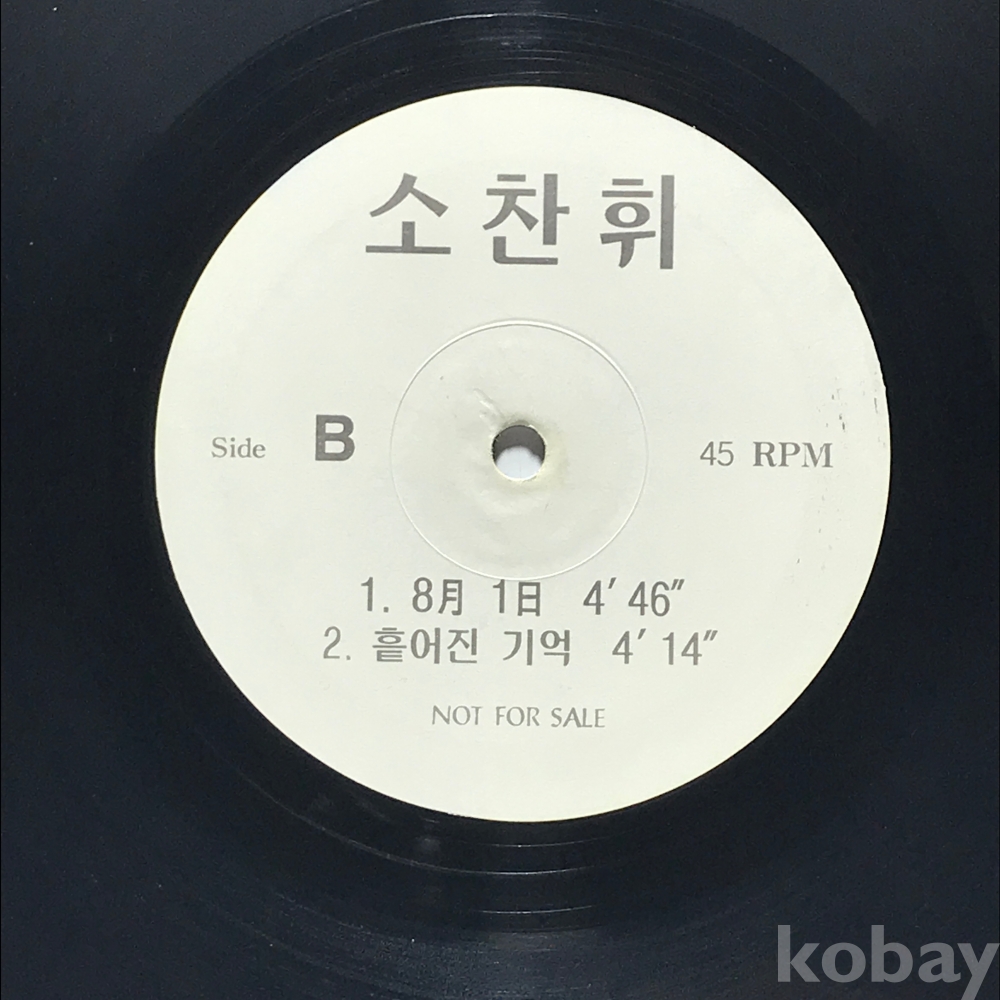 소찬휘
Side B
45 RPM
1. 8月 1日 4′ 46″
2. 흩어진 기억 4′ 14″
NOT FOR SALE
kobay